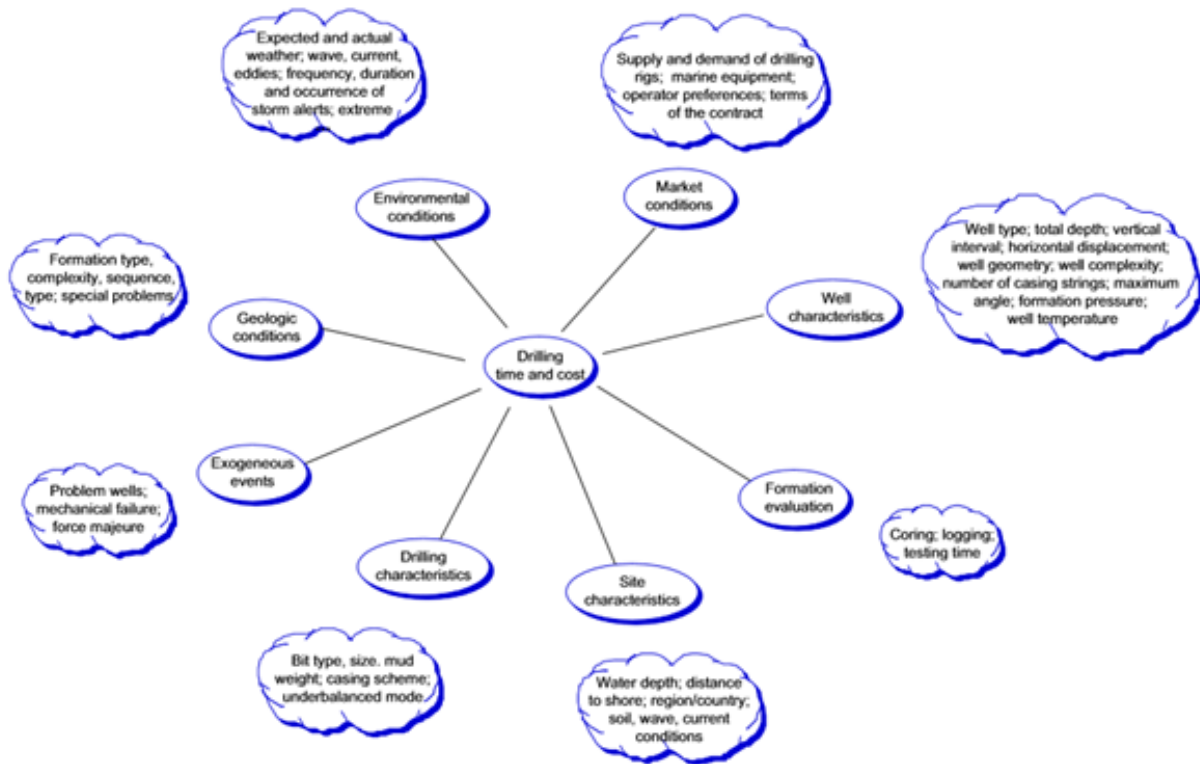 Expected and actual
weather; wave, current,
eddies; frequency, duration
and occurrence of
storm alerts; extreme
Supply and demand of drilling
rigs; marine equipment;
operator preferences; terms
of the contract
Environmental
conditions
Market
conditions
Well type; total depth; vertical
interval; horizontal displacement;
well geometry; well complexity;
number of casing strings; maximum
angle; formation pressure;
well temperature
Formation type,
complexity, sequence,
type; special problems
Geologic
conditions
Well
characteristics
Drilling
time and cost
Exogeneous
events
Formation
evaluation
Problem wells;
mechanical failure;
force majeure
Coring; logging;
testing time
Drilling
characteristics
Site
characteristics
Bit type, size. mud
weight; casing scheme;
underbalanced mode
Water depth; distance
to shore; region/country;
soil, wave, current
conditions